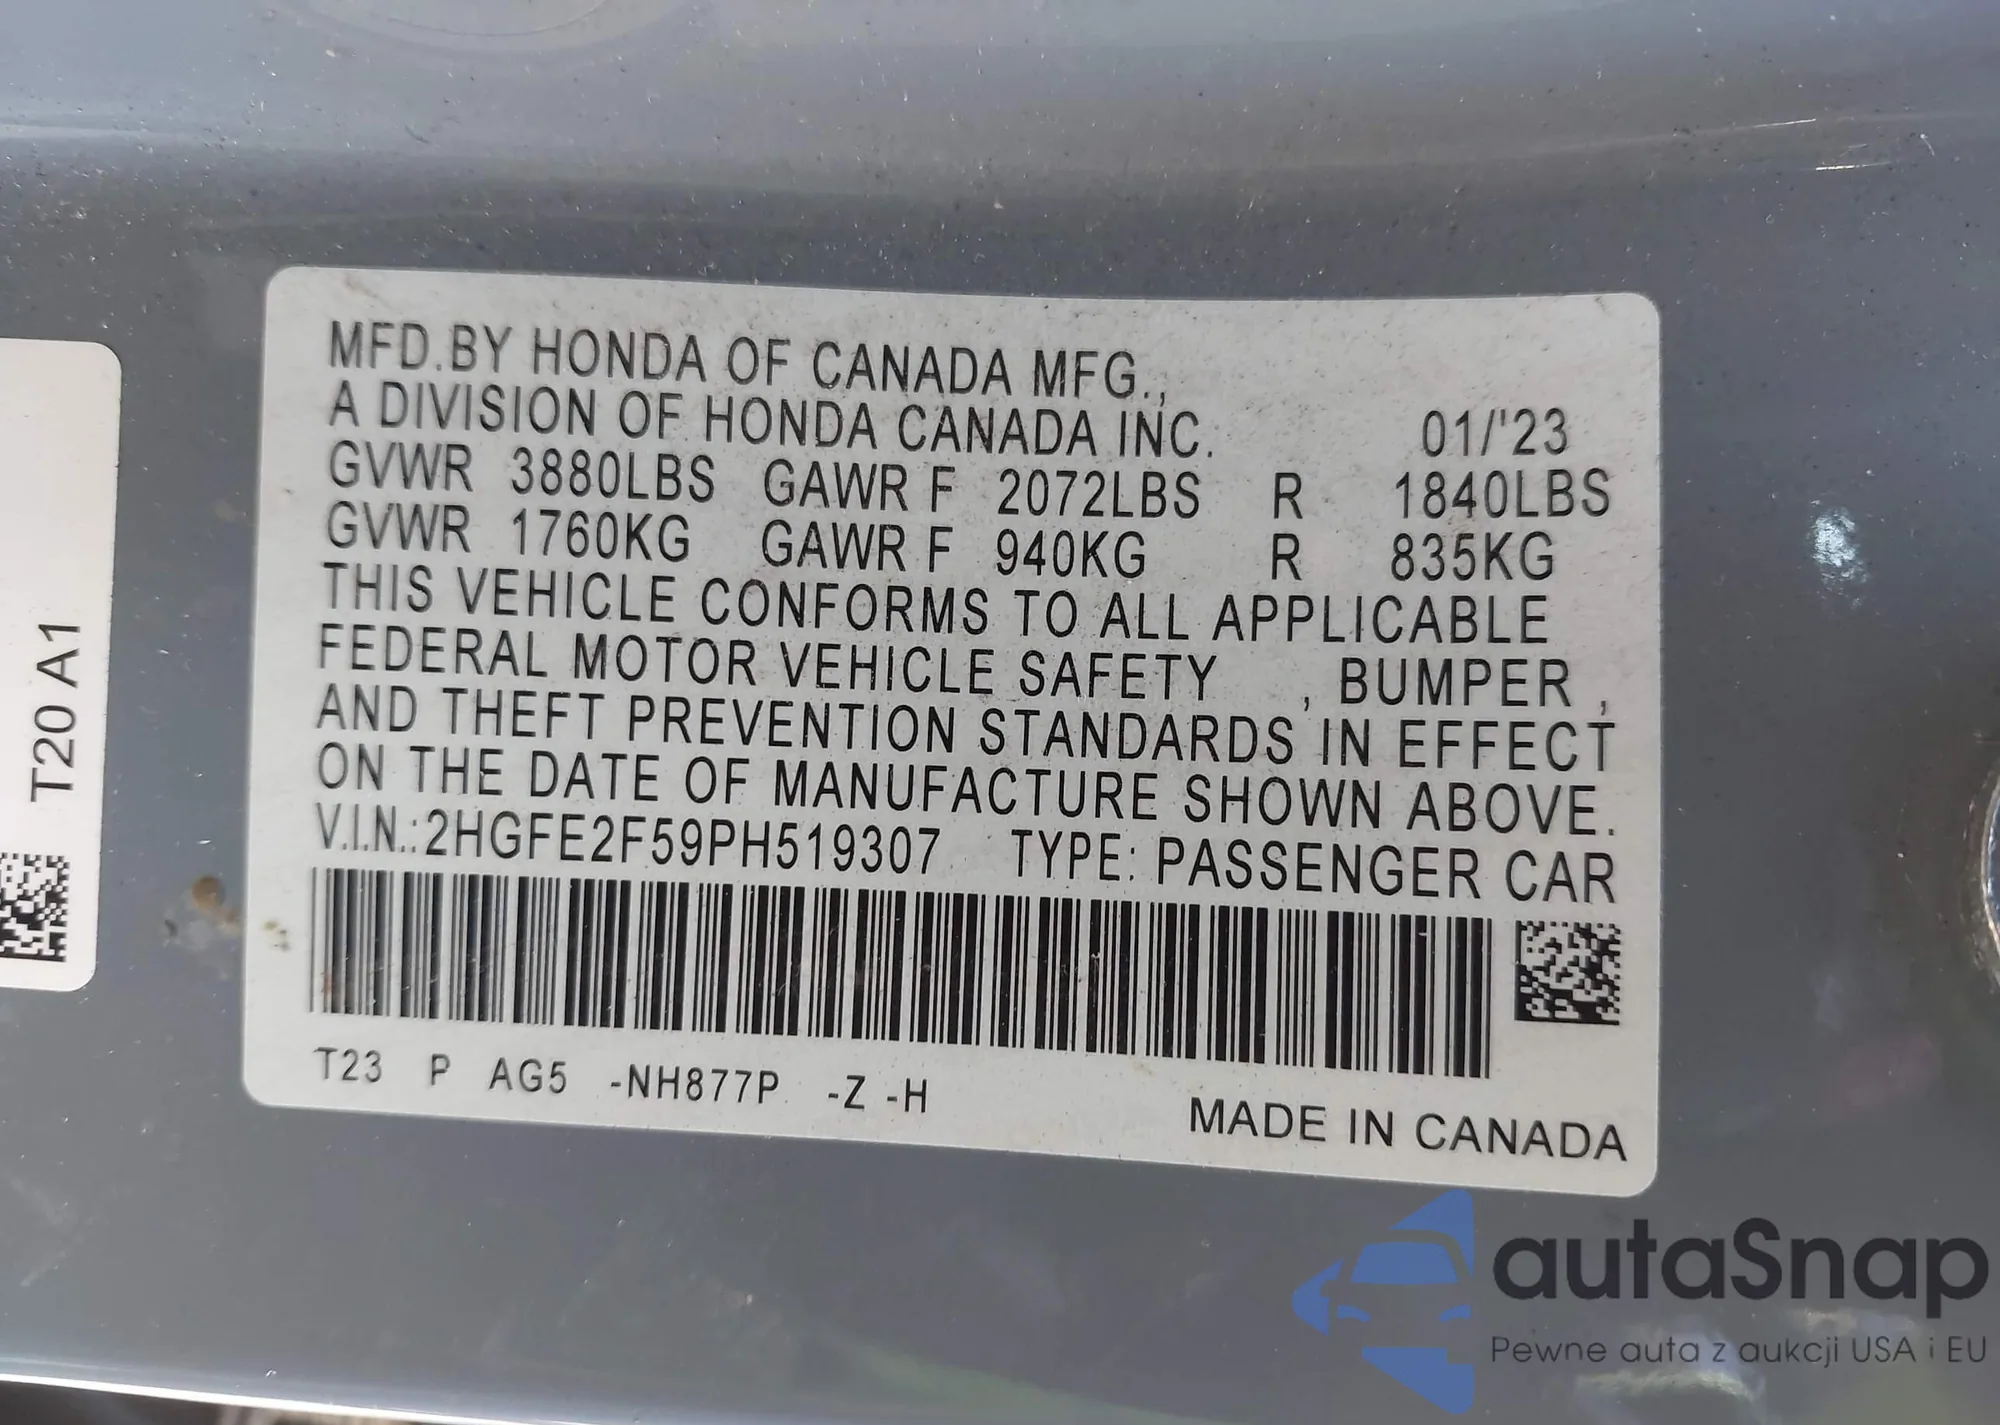 MFD.BY HONDA OF CANADA MFG.,
A DIVISION OF HONDA CANADA INC. 01/'23
GVWR 3880LBS GAWR F 2072LBS R 1840LBS
GVWR 1760KG GAWR F 940KG R 835KG
THIS VEHICLE CONFORMS TO ALL APPLICABLE
FEDERAL MOTOR VEHICLE SAFETY , BUMPER ,
AND THEFT PREVENTION STANDARDS IN EFFECT
ON THE DATE OF MANUFACTURE SHOWN ABOVE.
V.I.N.:2HGFE2F59PH519307 TYPE: PASSENGER CAR
T23 P AG5 -NH877P -Z -H
MADE IN CANADA
T20 A1
autaSnap
Pewne auta z aukcji USA i EU